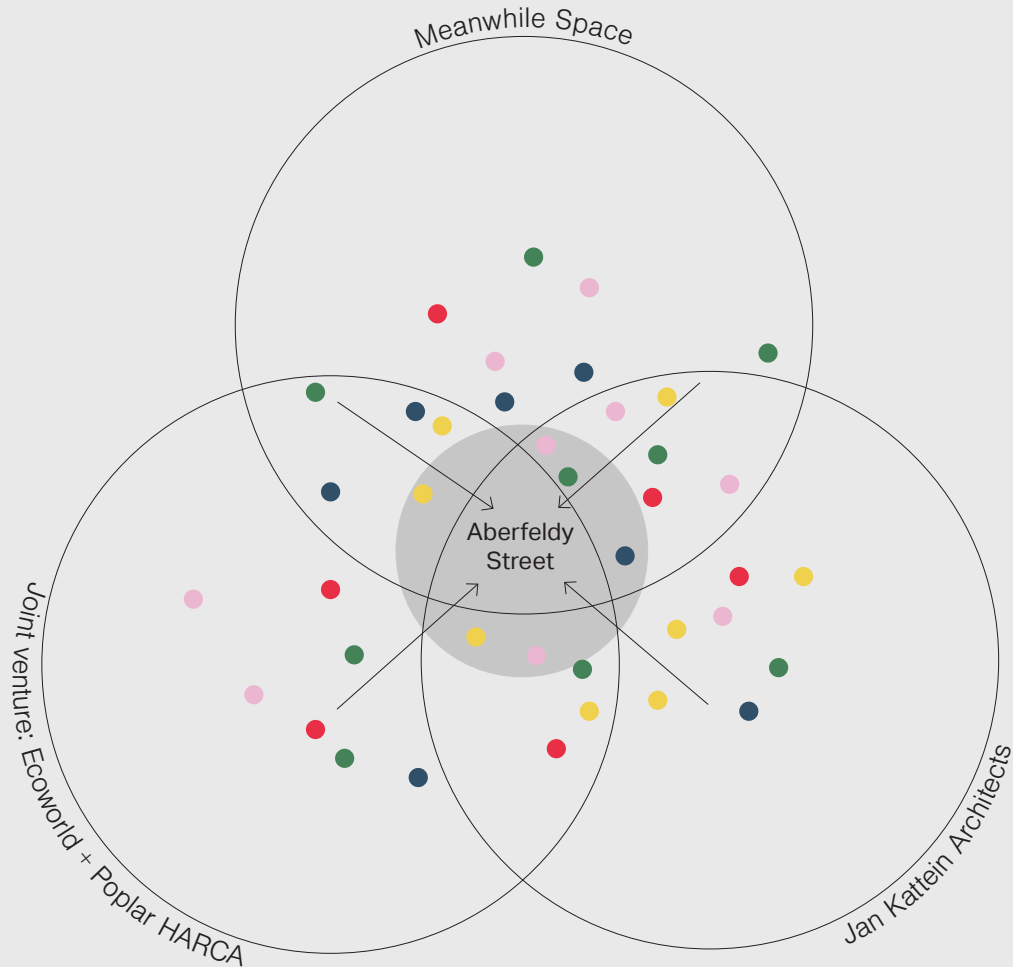 Meanwhile Space
Aberfeldy
Street
Joint venture: Ecoworld + Poplar HARCA
Jan Kattein Architects